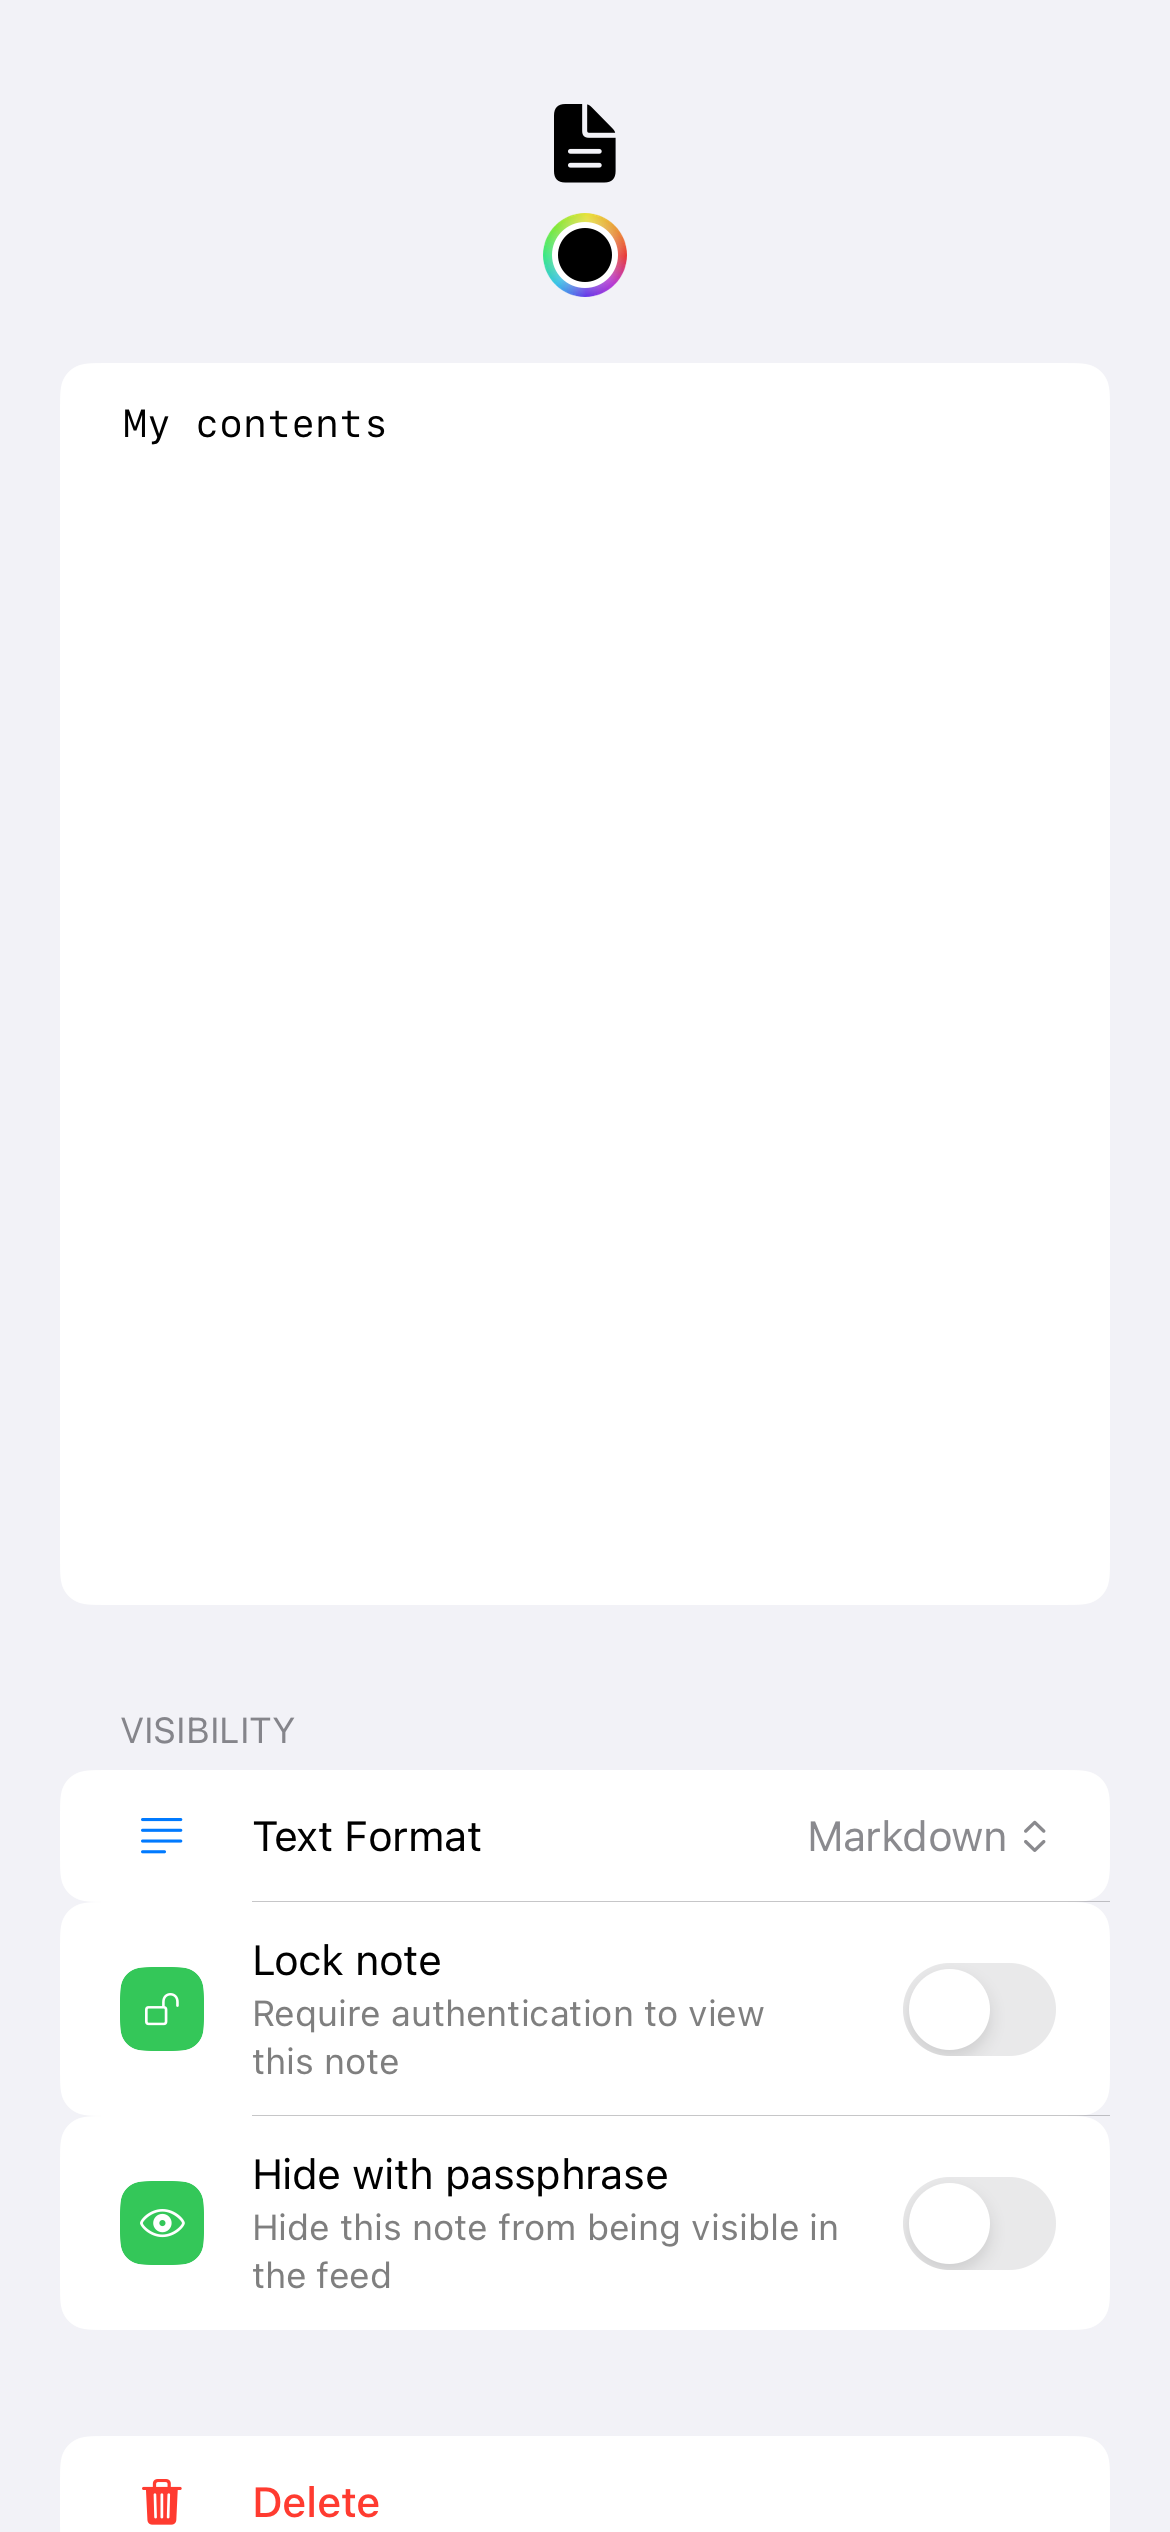 My contents
VISIBILITY
Text Format
Markdown
Lock note
Require authentication to view
this note
Hide with passphrase
Hide this note from being visible in
the feed
Delete